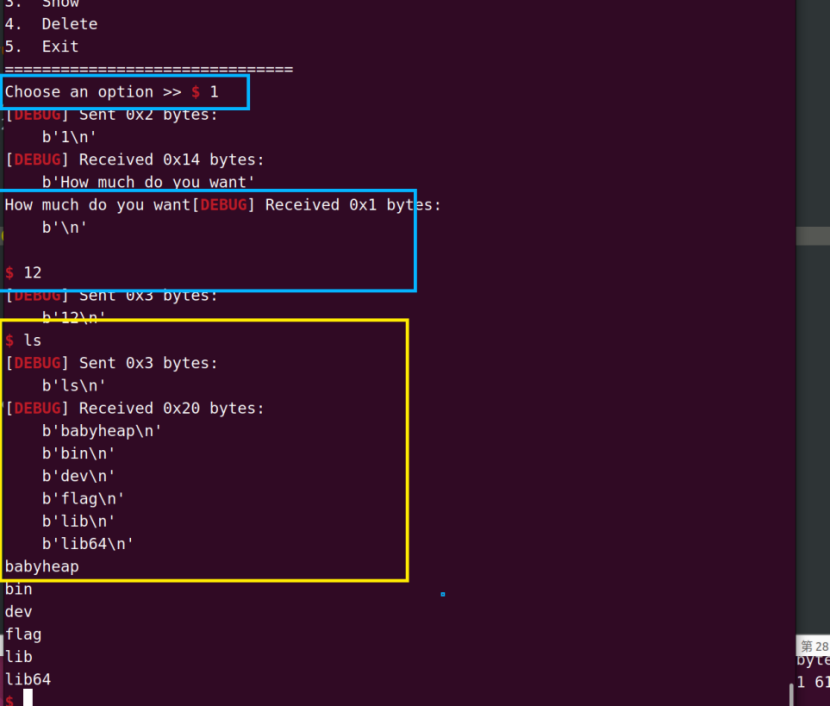 3.  Show
4.  Delete
5.  Exit
===============================
Choose an option >> $ 1
[DEBUG] Sent 0x2 bytes:
    b'1\n'
[DEBUG] Received 0x14 bytes:
    b'How much do you want'
How much do you want[DEBUG] Received 0x1 bytes:
    b'\n'
$ 12
[DEBUG] Sent 0x3 bytes:
    b'12\n'
$ ls
[DEBUG] Sent 0x3 bytes:
    b'ls\n'
[DEBUG] Received 0x20 bytes:
    b'babyheap\n'
    b'bin\n'
    b'dev\n'
    b'flag\n'
    b'lib\n'
    b'lib64\n'
babyheap
bin
dev
flag
lib
lib64
$
第 28
byte
1 61